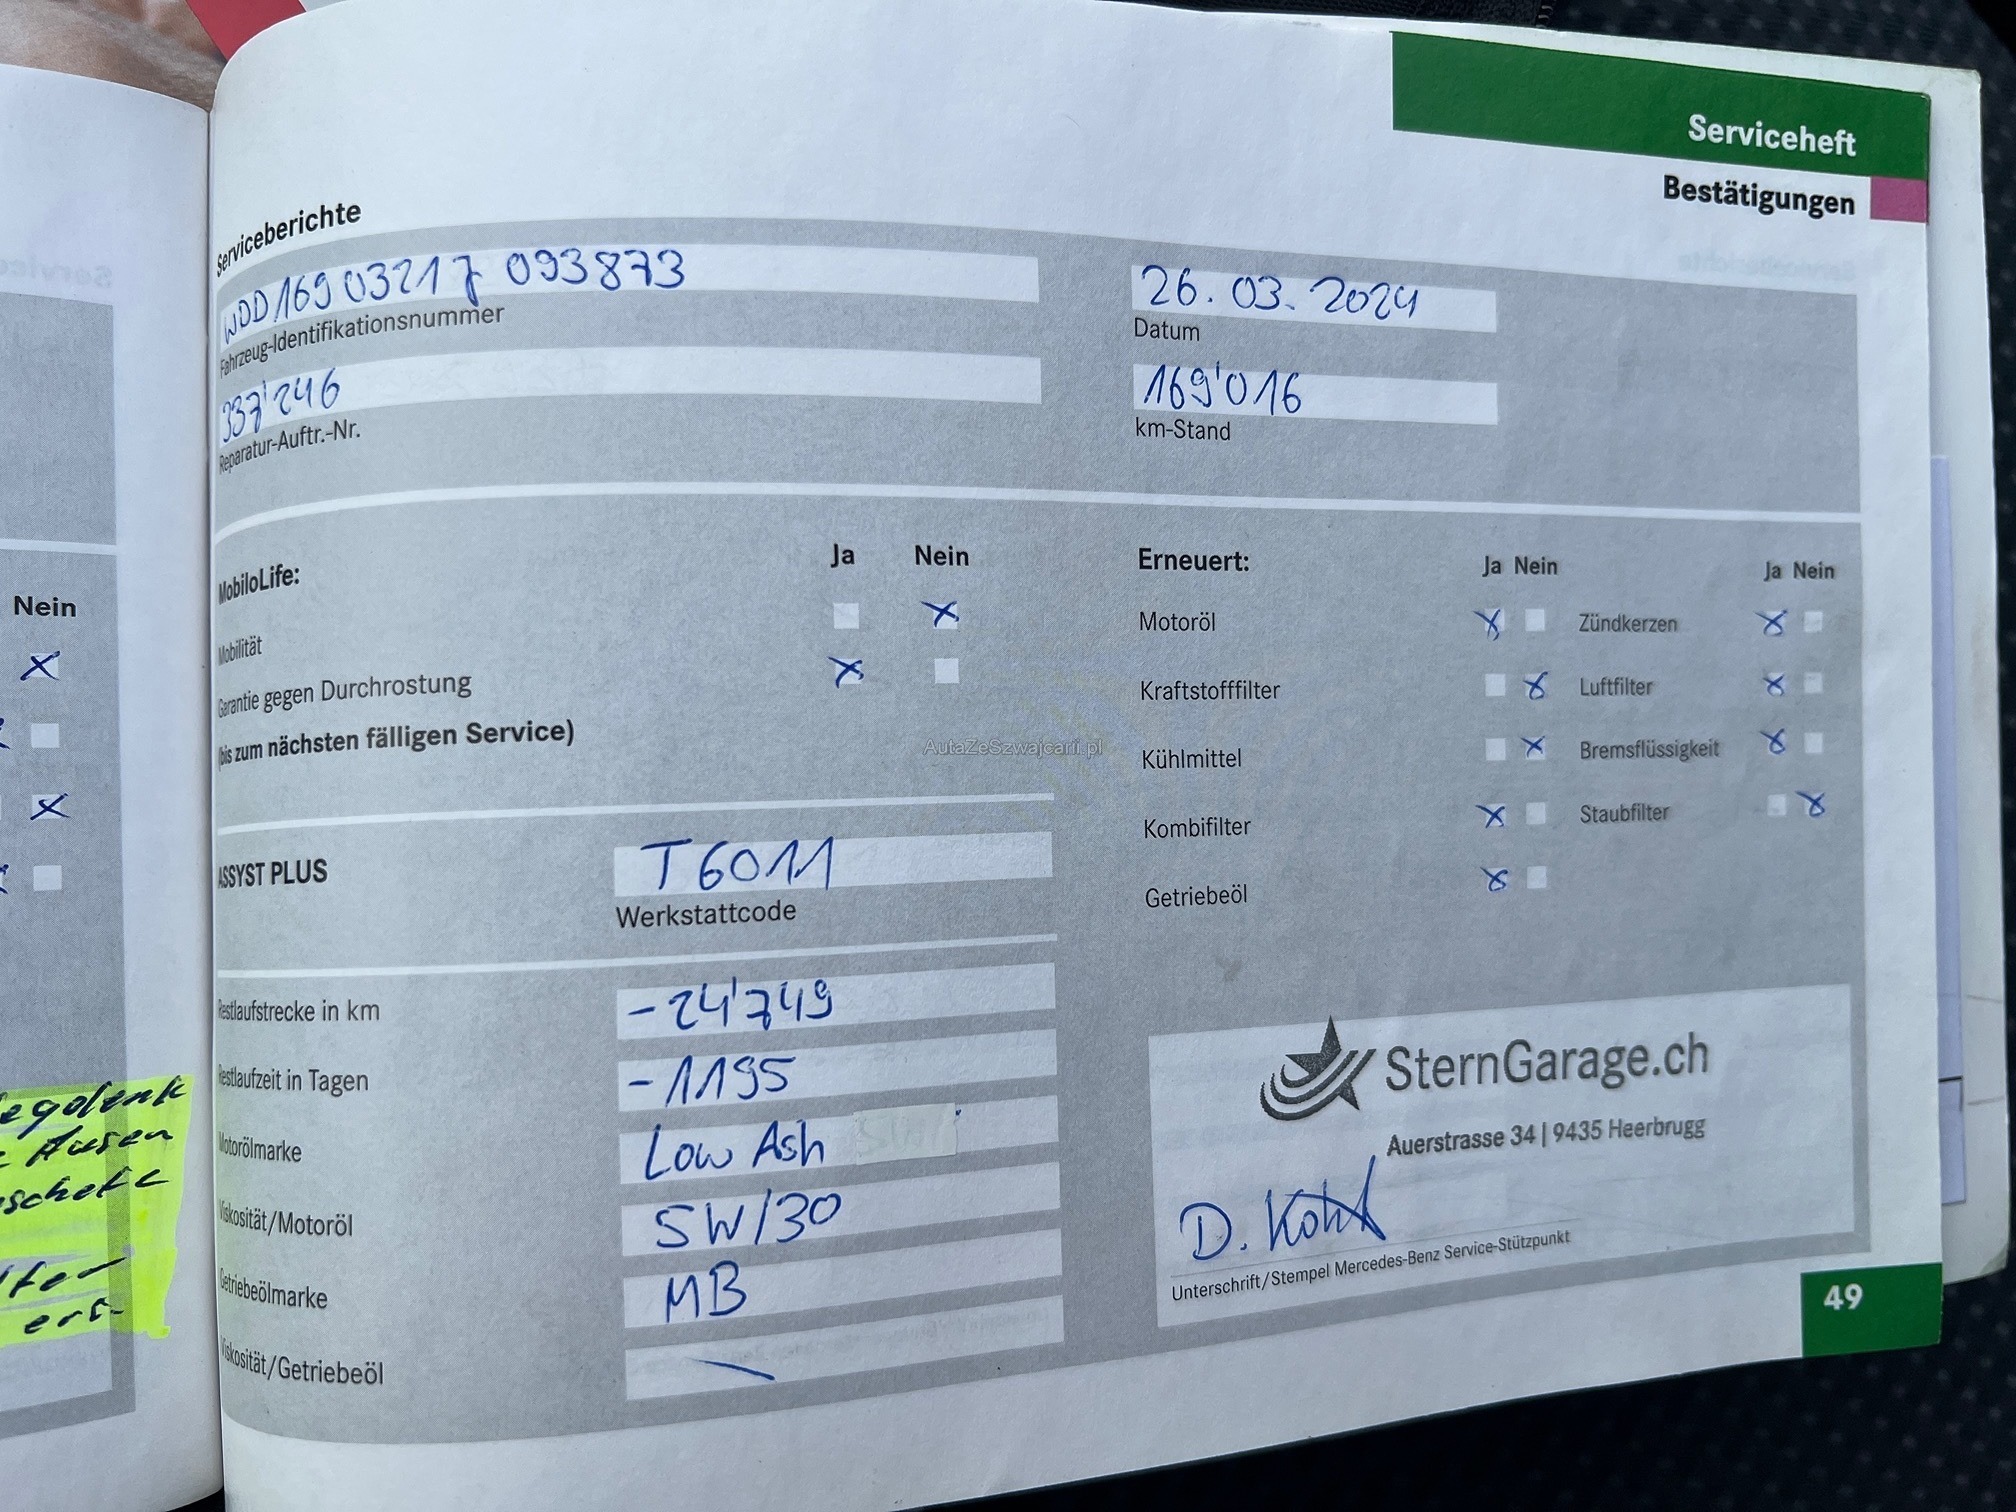 Serviceheft
Bestätigungen
Serviceberichte
WDD1690321J093873
Fahrzeug-Identifikationsnummer
26.03.2024
Datum
337'246
Reparatur-Auftr.-Nr.
169'016
km-Stand
MobiloLife:
Ja Nein
Mobilität
Garantie gegen Durchrostung
(bis zum nächsten fälligen Service)
Erneuert:
Ja Nein
Ja Nein
Motoröl
Zündkerzen
Kraftstofffilter
Luftfilter
Kühlmittel
Bremsflüssigkeit
Kombifilter
Staubfilter
Getriebeöl
AutaZeSzwajcarii.pl
ASSYST PLUS
T6011
Werkstattcode
Restlaufstrecke in km
-24'749
Restlaufzeit in Tagen
-1195
Motorölmarke
Low Ash
Viskosität/Motoröl
5W/30
Getriebeölmarke
MB
Viskosität/Getriebeöl
SternGarage.ch
Auerstrasse 34 | 9435 Heerbrugg
Unterschrift/Stempel Mercedes-Benz Service-Stützpunkt
49
Nein